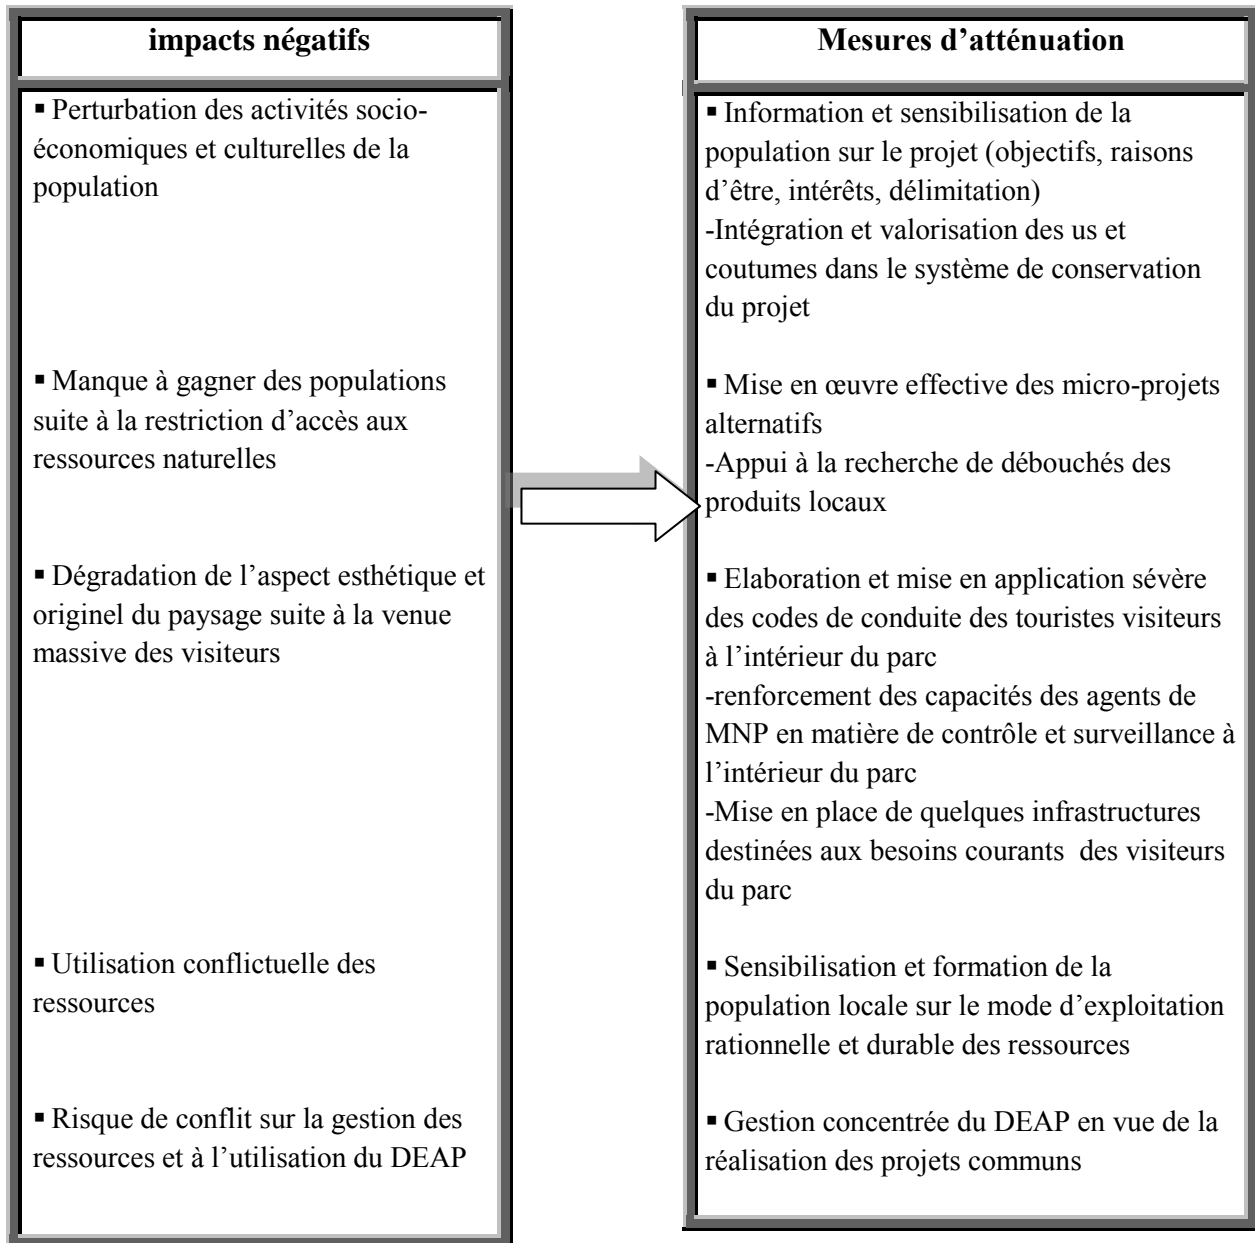 impacts négatifs
▪ Perturbation des activités socio-
économiques et culturelles de la
population
▪ Manque à gagner des populations
suite à la restriction d’accès aux
ressources naturelles
▪ Dégradation de l’aspect esthétique et
originel du paysage suite à la venue
massive des visiteurs
▪ Utilisation conflictuelle des
ressources
▪ Risque de conflit sur la gestion des
ressources et à l’utilisation du DEAP
Mesures d’atténuation
▪ Information et sensibilisation de la
population sur le projet (objectifs, raisons
d’être, intérêts, délimitation)
-Intégration et valorisation des us et
coutumes dans le système de conservation
du projet
▪ Mise en œuvre effective des micro-projets
alternatifs
-Appui à la recherche de débouchés des
produits locaux
▪ Elaboration et mise en application sévère
des codes de conduite des touristes visiteurs
à l’intérieur du parc
-renforcement des capacités des agents de
MNP en matière de contrôle et surveillance à
l’intérieur du parc
-Mise en place de quelques infrastructures
destinées aux besoins courants  des visiteurs
du parc
▪ Sensibilisation et formation de la
population locale sur le mode d’exploitation
rationnelle et durable des ressources
▪ Gestion concentrée du DEAP en vue de la
réalisation des projets communs